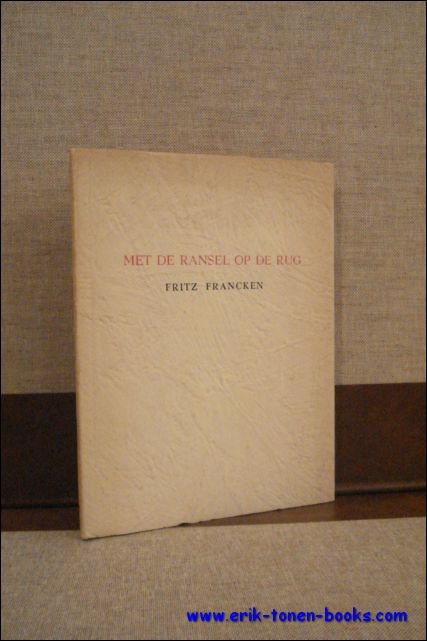 MET DE RANSEL OP DE RUG
FRITZ FRANCKEN
www.erik-tonen-books.com